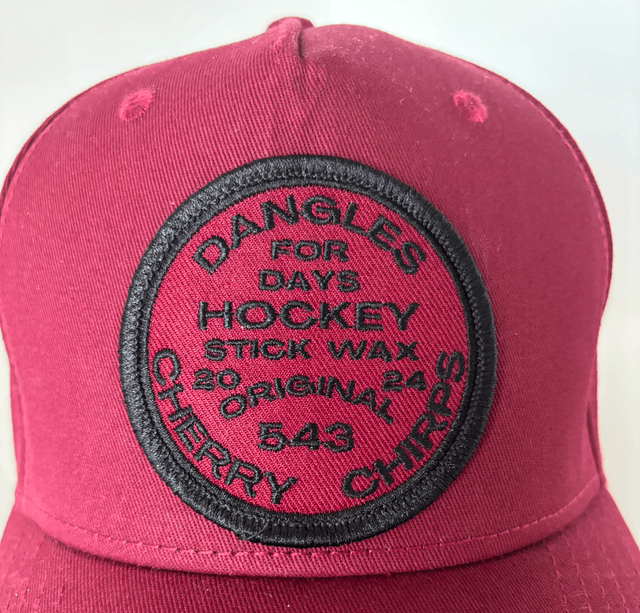 DANGLES
FOR
DAYS
HOCKEY
STICK WAX
20 24
ORIGINAL
543
CHERRY CHIRPS